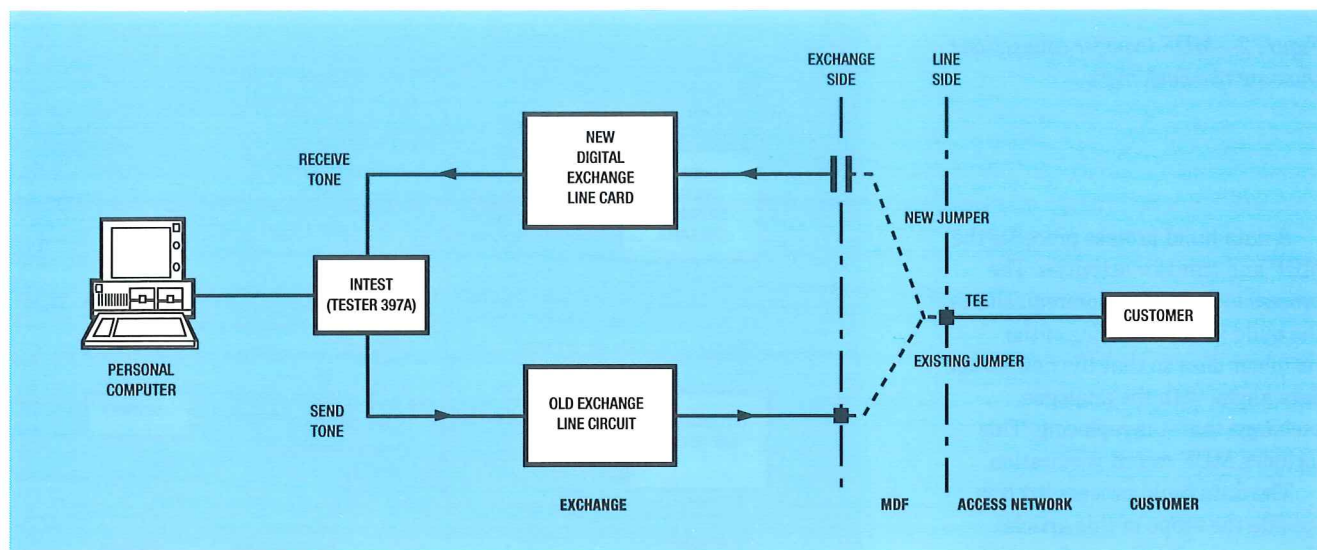 EXCHANGE
SIDE
LINE
SIDE
RECEIVE
TONE
NEW
DIGITAL
EXCHANGE
LINE CARD
NEW JUMPER
INTEST
(TESTER 397A)
TEE
CUSTOMER
PERSONAL
COMPUTER
EXISTING JUMPER
SEND
TONE
OLD EXCHANGE
LINE CIRCUIT
EXCHANGE
MDF
ACCESS NETWORK
CUSTOMER